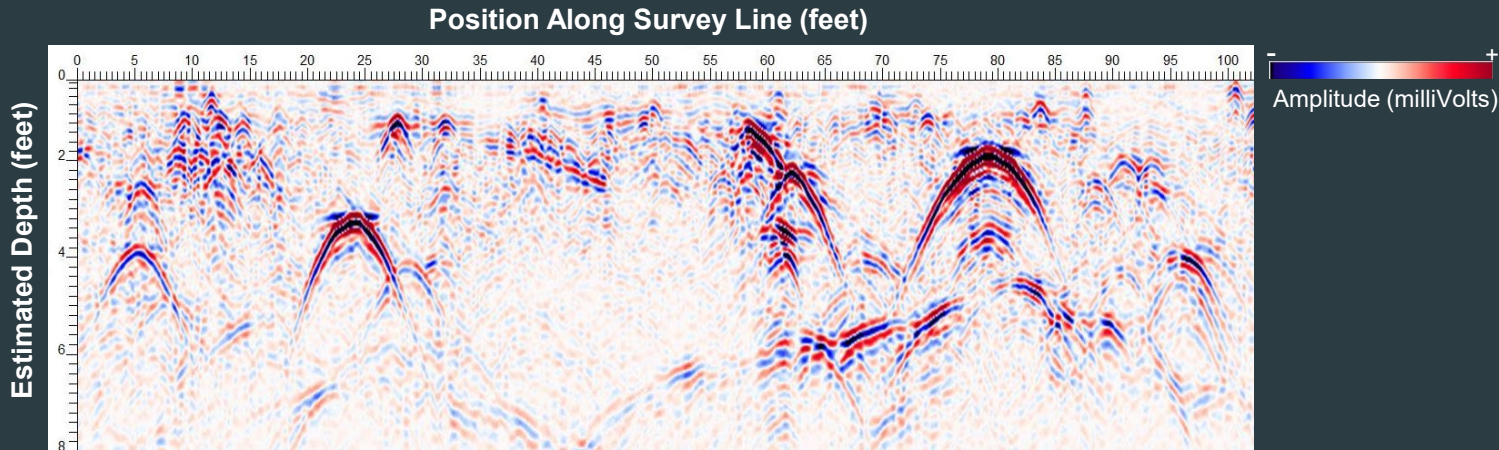 Position Along Survey Line (feet)
0 5 10 15 20 25 30 35 40 45 50 55 60 65 70 75 80 85 90 95 100
- +
Amplitude (milliVolts)
Estimated Depth (feet)
0
2
4
6
8